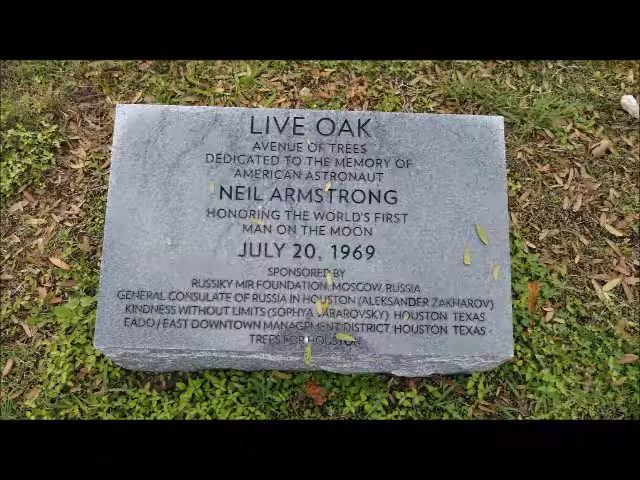 LIVE OAK
AVENUE OF TREES
DEDICATED TO THE MEMORY OF
AMERICAN ASTRONAUT
NEIL ARMSTRONG
HONORING THE WORLD'S FIRST
MAN ON THE MOON
JULY 20, 1969
SPONSORED BY
RUSSKIY MIR FOUNDATION, MOSCOW, RUSSIA
GENERAL CONSULATE OF RUSSIA IN HOUSTON (ALEKSANDER ZAKHAROV)
KINDNESS WITHOUT LIMITS (SOPHYA) HOUSTON TEXAS
EADO/EAST DOWNTOWN MANAGEMENT DISTRICT, HOUSTON TEXAS
TREES FOR HOUSTON